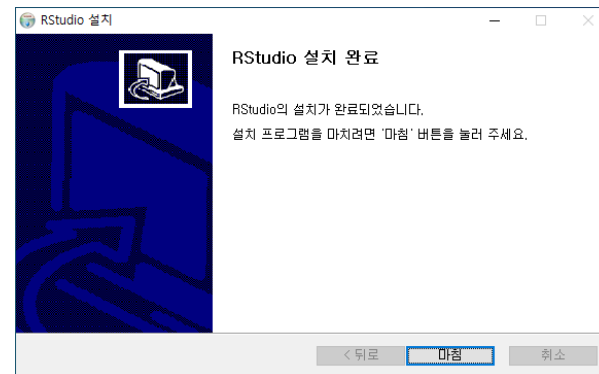 RStudio 설치
RStudio 설치 완료
RStudio의 설치가 완료되었습니다.
설치 프로그램을 마치려면 '마침' 버튼을 눌러 주세요.
< 뒤로
마침
취소